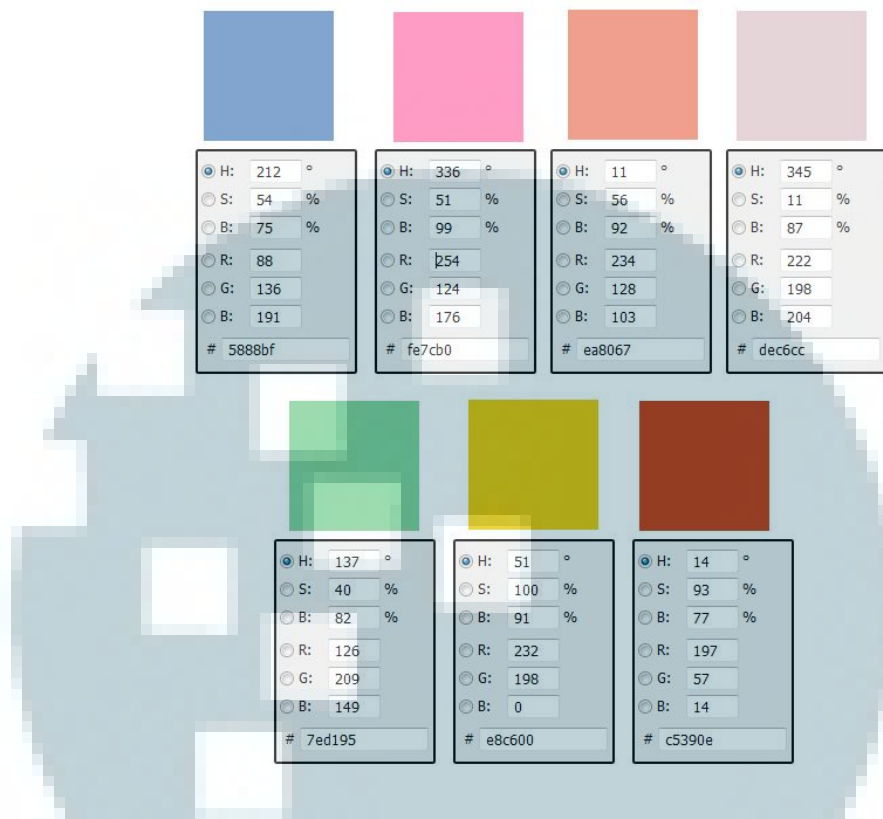 H: 212 °
S: 54 %
B: 75 %
R: 88
G: 136
B: 191
# 5888bf
H: 336 °
S: 51 %
B: 99 %
R: 254
G: 124
B: 176
# fe7cb0
H: 11 °
S: 56 %
B: 92 %
R: 234
G: 128
B: 103
# ea8067
H: 345 °
S: 11 %
B: 87 %
R: 222
G: 198
B: 204
# dec6cc
H: 137 °
S: 40 %
B: 82 %
R: 126
G: 209
B: 149
# 7ed195
H: 51 °
S: 100 %
B: 91 %
R: 232
G: 198
B: 0
# e8c600
H: 14 °
S: 93 %
B: 77 %
R: 197
G: 57
B: 14
# c5390e